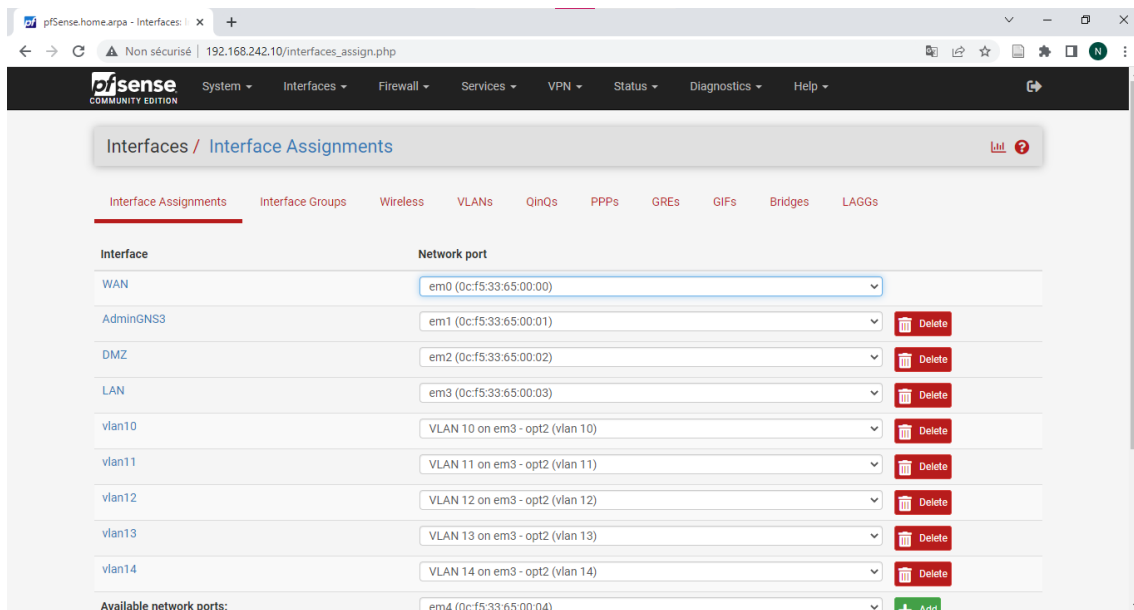 pfSense.home.arpa - Interfaces: I
Non sécurisé 192.168.242.10/interfaces_assign.php
N
pfsense
COMMUNITY EDITION
System Interfaces Firewall Services VPN Status Diagnostics Help
Interfaces / Interface Assignments
Interface Assignments Interface Groups Wireless VLANs QinQs PPPs GREs GIFs Bridges LAGGs
Interface Network port
WAN em0 (0c:f5:33:65:00:00)
AdminGNS3 em1 (0c:f5:33:65:00:01) Delete
DMZ em2 (0c:f5:33:65:00:02) Delete
LAN em3 (0c:f5:33:65:00:03) Delete
vlan10 VLAN 10 on em3 - opt2 (vlan 10) Delete
vlan11 VLAN 11 on em3 - opt2 (vlan 11) Delete
vlan12 VLAN 12 on em3 - opt2 (vlan 12) Delete
vlan13 VLAN 13 on em3 - opt2 (vlan 13) Delete
vlan14 VLAN 14 on em3 - opt2 (vlan 14) Delete
Available network ports: em4 (0c:f5:33:65:00:04) Add